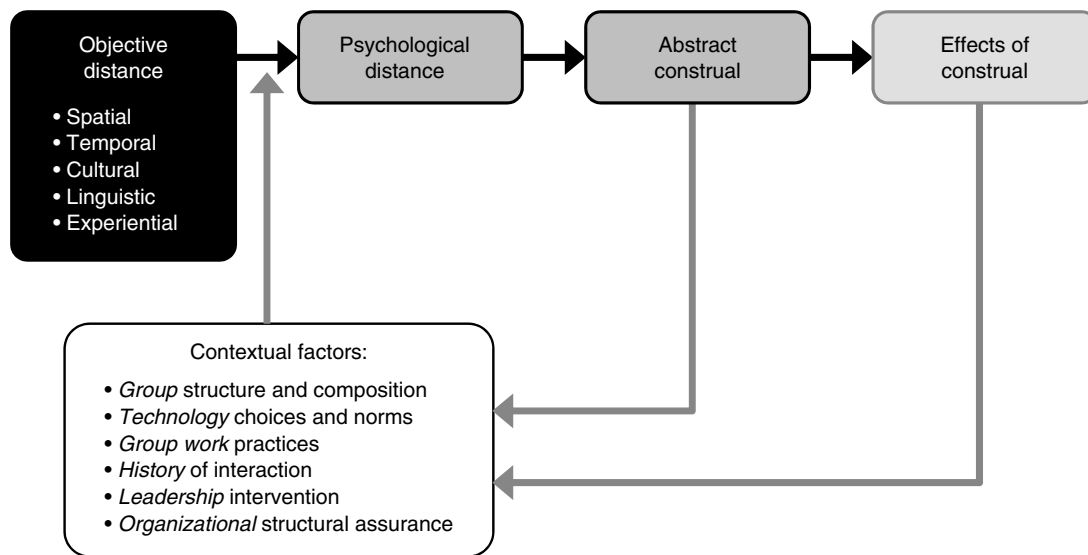 Objective
distance
• Spatial
• Temporal
• Cultural
• Linguistic
• Experiential
Psychological
distance
Abstract
construal
Effects of
construal
Contextual factors:
• Group structure and composition
• Technology choices and norms
• Group work practices
• History of interaction
• Leadership intervention
• Organizational structural assurance